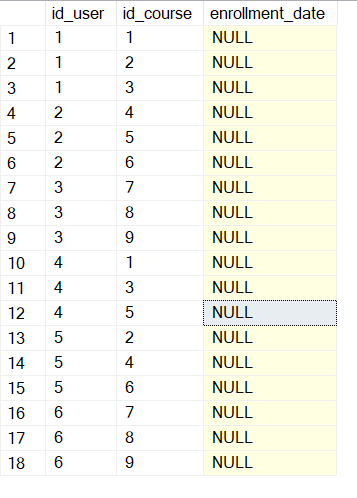 id_user id_course enrollment_date
1 1 1 NULL
2 1 2 NULL
3 1 3 NULL
4 2 4 NULL
5 2 5 NULL
6 2 6 NULL
7 3 7 NULL
8 3 8 NULL
9 3 9 NULL
10 4 1 NULL
11 4 3 NULL
12 4 5 NULL
13 5 2 NULL
14 5 4 NULL
15 5 6 NULL
16 6 7 NULL
17 6 8 NULL
18 6 9 NULL